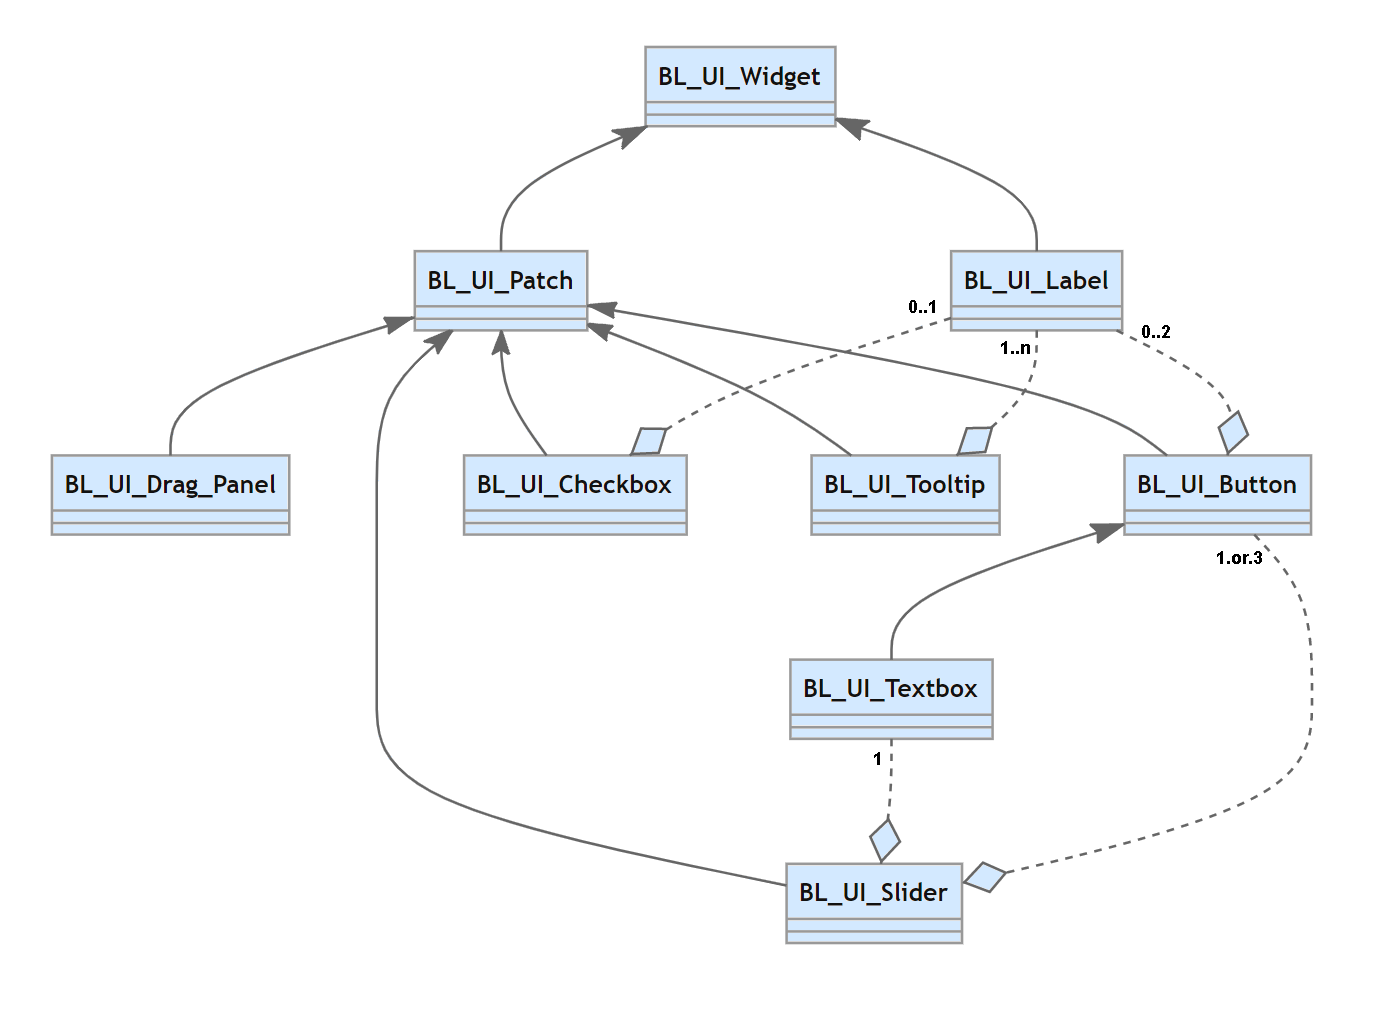 BL_UI_Widget
BL_UI_Patch
BL_UI_Label
0..1
1..n
0..2
BL_UI_Drag_Panel
BL_UI_Checkbox
BL_UI_Tooltip
BL_UI_Button
1.or.3
BL_UI_Textbox
1
BL_UI_Slider